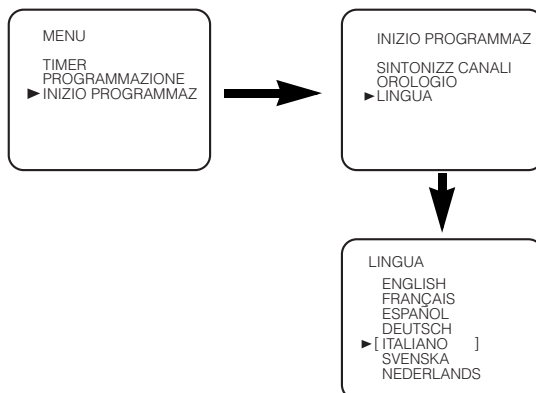 MENU
TIMER
PROGRAMMAZIONE
►INIZIO PROGRAMMAZ
INIZIO PROGRAMMAZ
SINTONIZZ CANALI
OROLOGIO
►LINGUA
LINGUA
ENGLISH
FRANÇAIS
ESPAÑOL
DEUTSCH
►[ ITALIANO ]
SVENSKA
NEDERLANDS